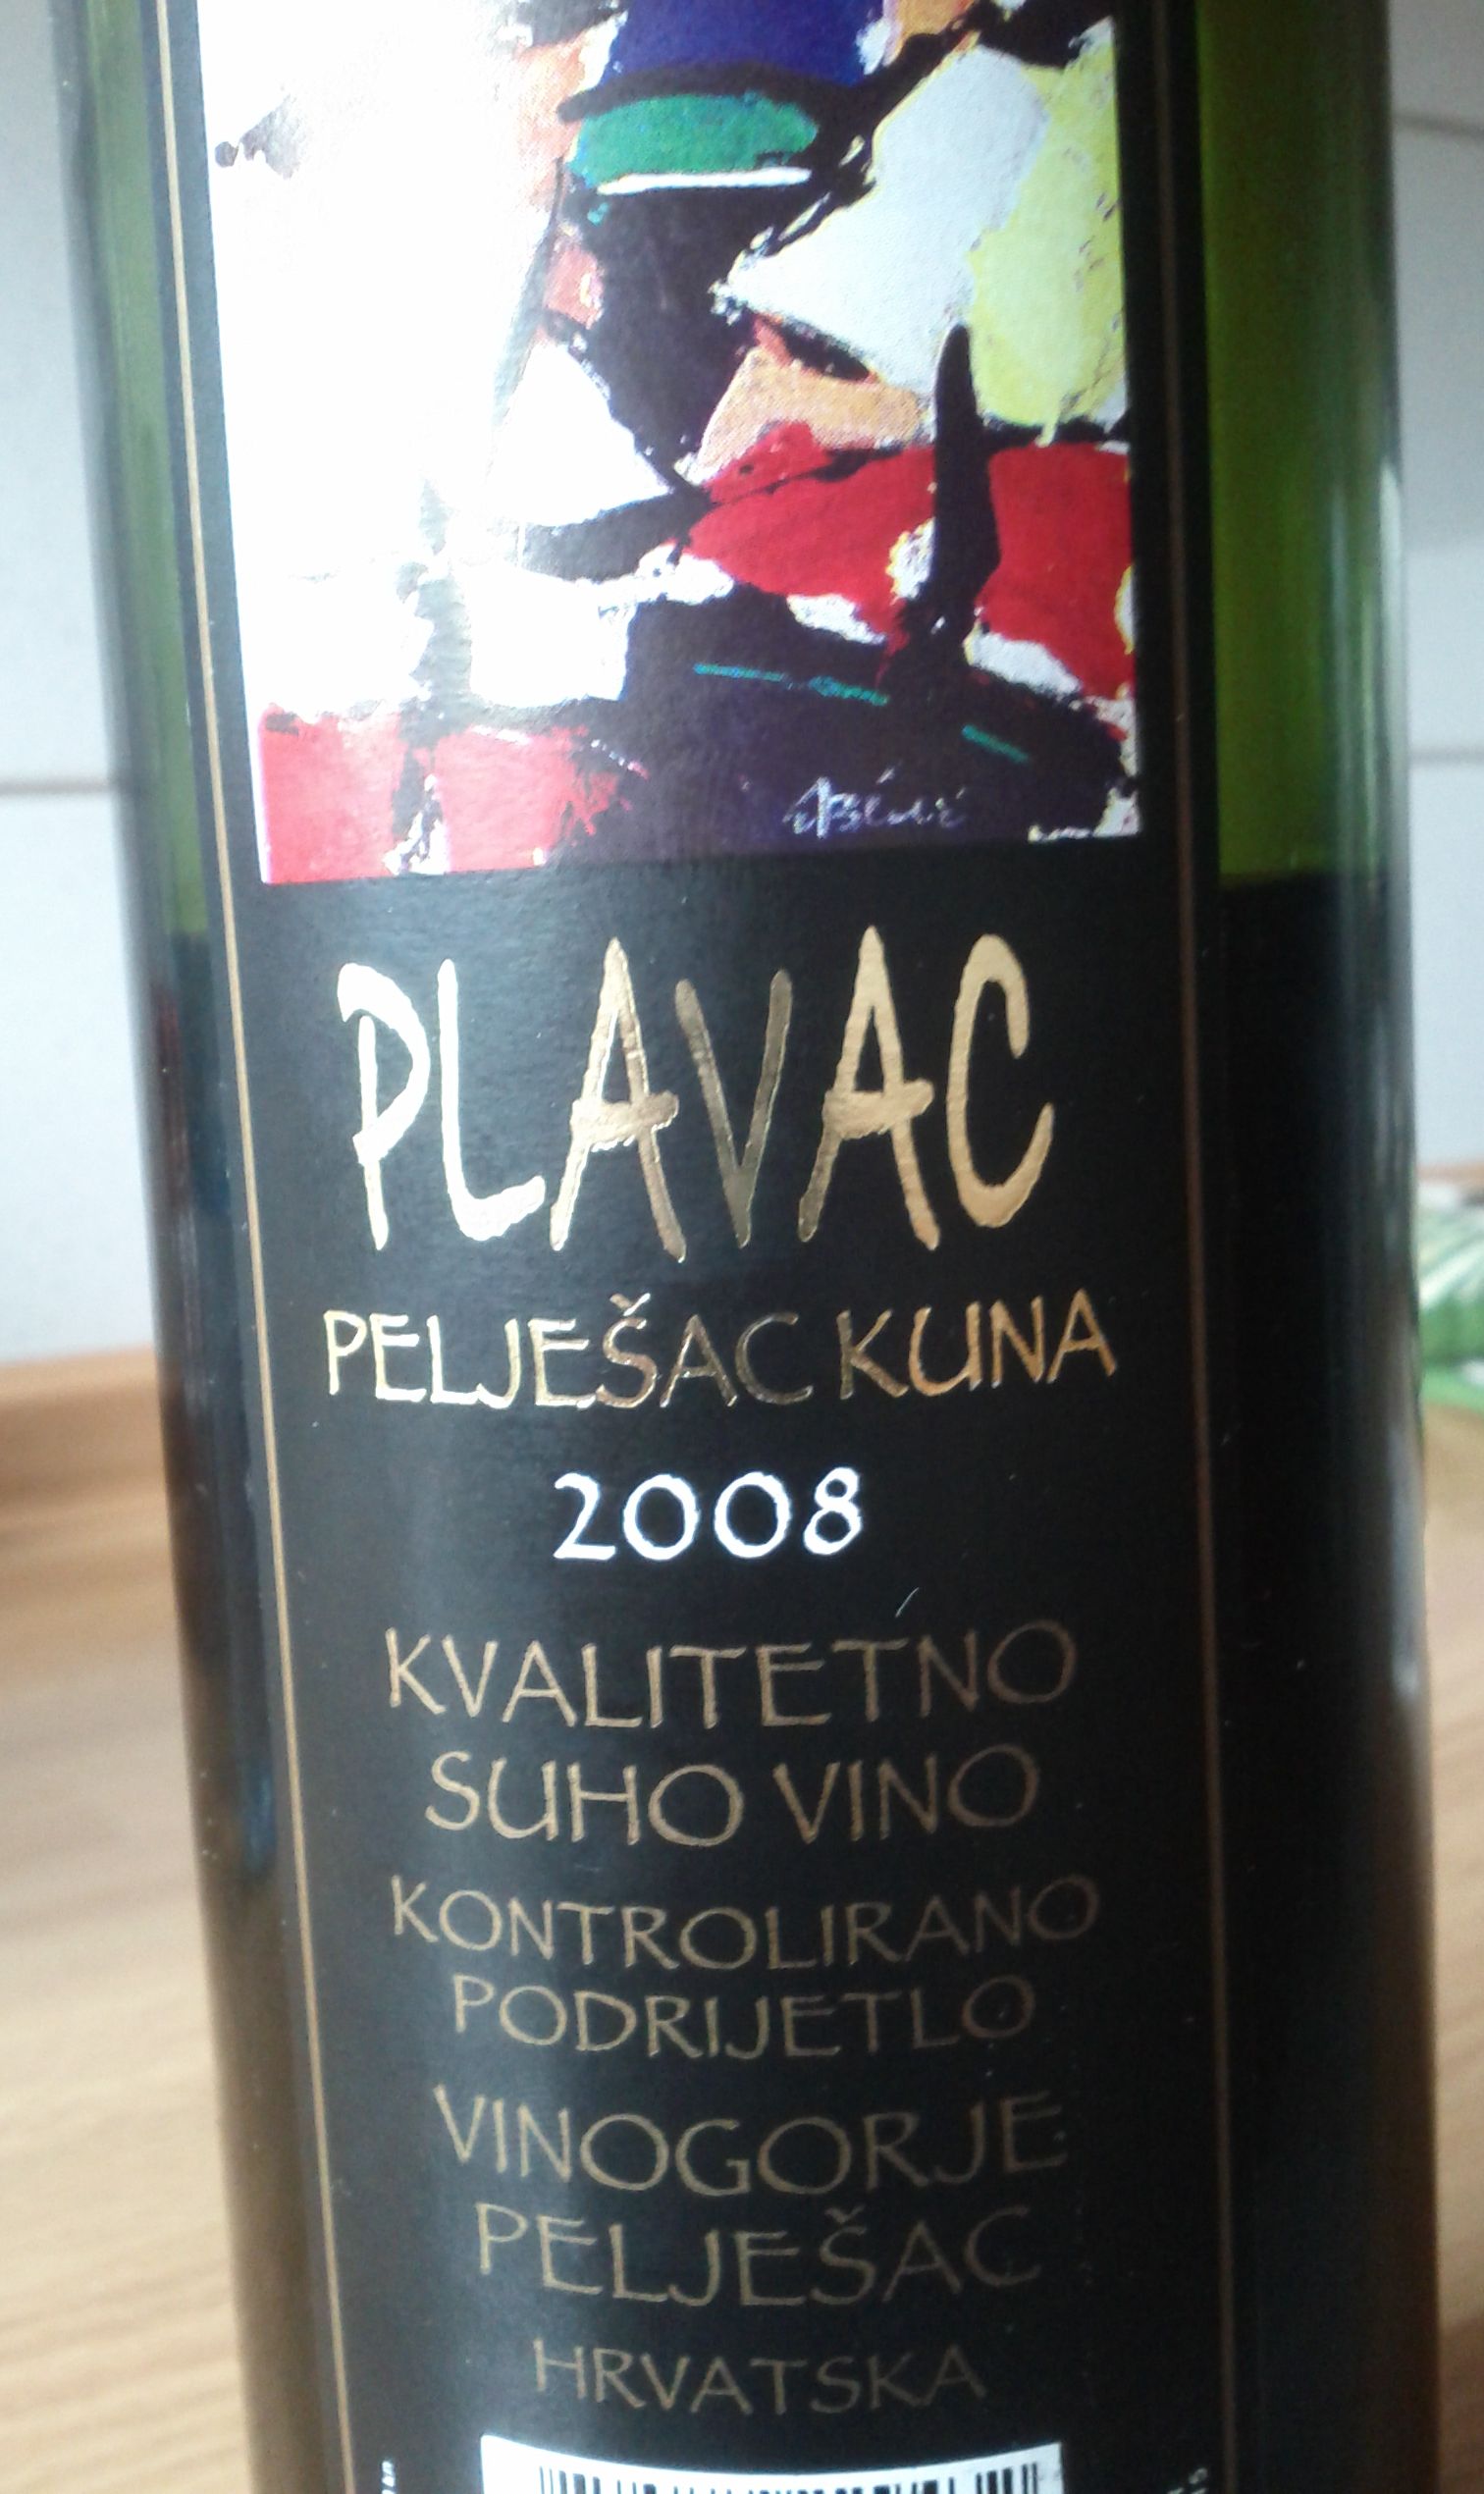 PLAVAC
PELJEŠAC KUNA
2008
KVALITETNO
SUHO VINO
KONTROLIRANO
PODRIJETLO
VINOGORJE
PELJEŠAC
HRVATSKA